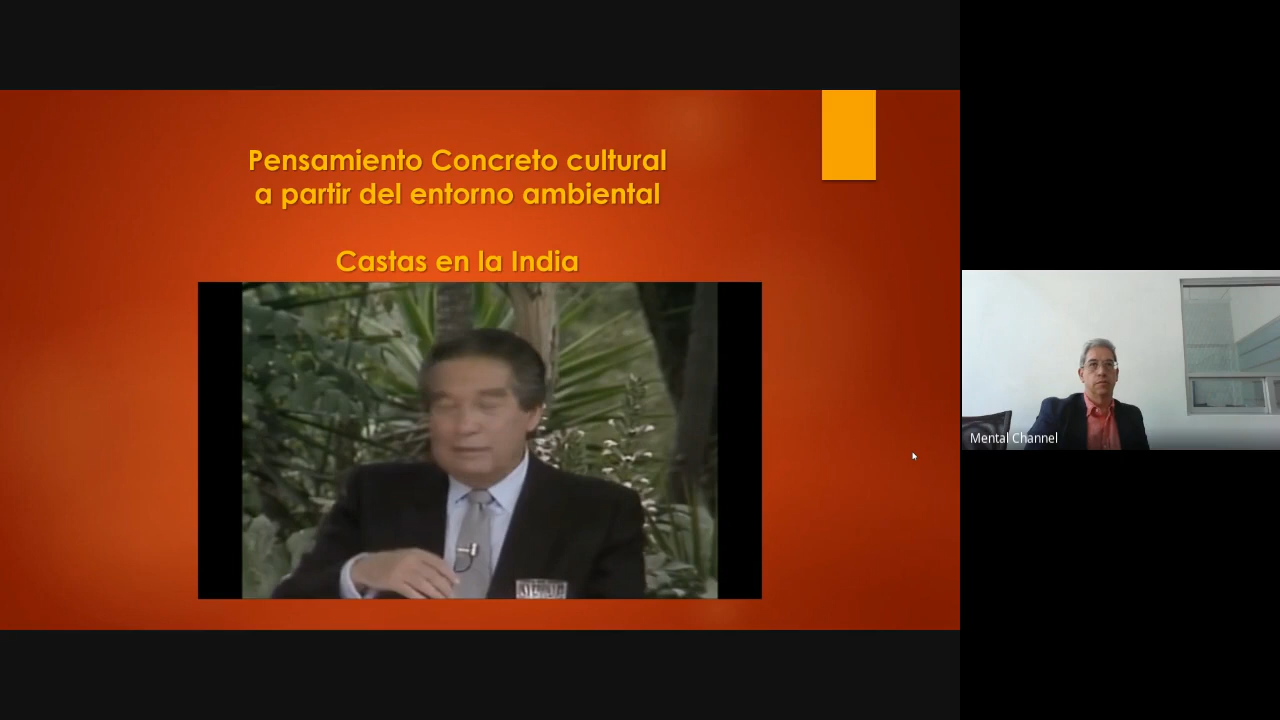 Pensamiento Concreto cultural
a partir del entorno ambiental
Castas en la India
Mental Channel